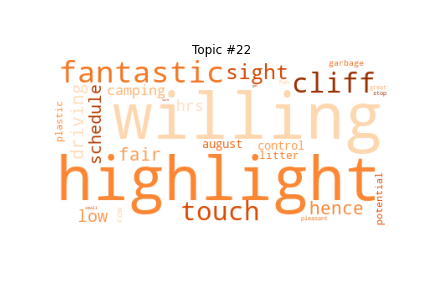 Topic #22
garbage
fantastic sight cliff great
stop
camping
plastic driving schedule willing
hrs
august control
fair litter
highlight
low cow touch hence potential
small pleasant